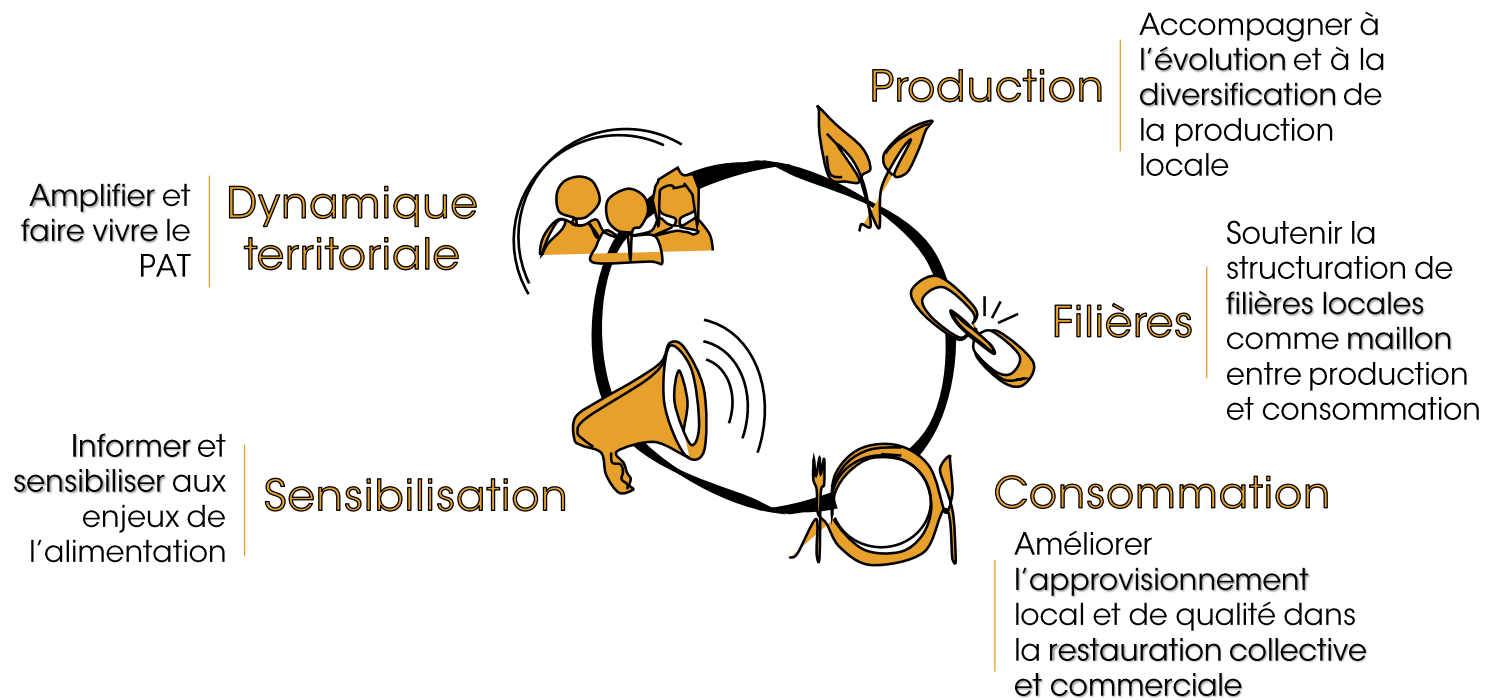 Production
Accompagner à
l'évolution et à la
diversification de
la production
locale
Filières
Soutenir la
structuration de
filières locales
comme maillon
entre production
et consommation
Consommation
Améliorer
l'approvisionnement
local et de qualité dans
la restauration collective
et commerciale
Sensibilisation
Informer et
sensibiliser aux
enjeux de
l'alimentation
Dynamique
territoriale
Amplifier et
faire vivre le
PAT